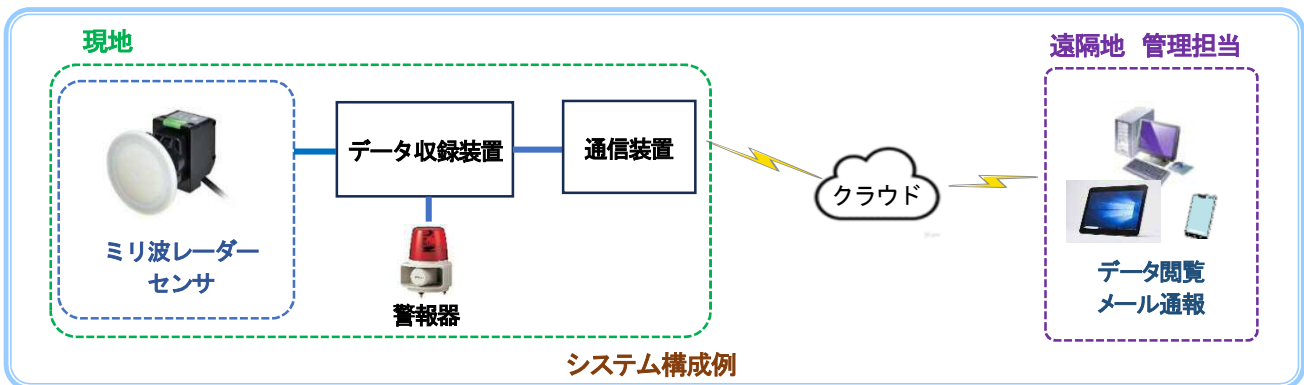 現地
遠隔地 管理担当
データ収録装置
通信装置
クラウド
ミリ波レーダー
センサ
警報器
データ閲覧
メール通報
システム構成例